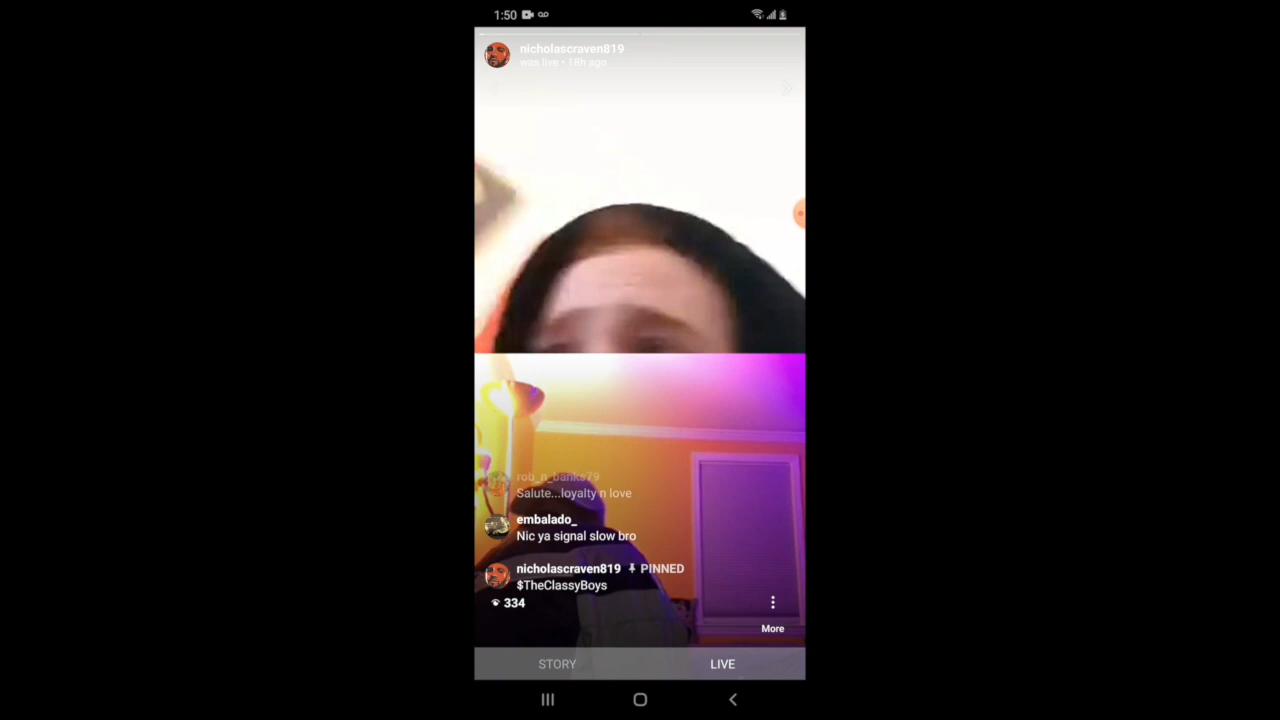 1:50
nicholascraven819
was live • 18h ago
rob_n_banks79
Salute...loyalty n love
embalado_
Nic ya signal slow bro
nicholascraven819 PINNED
$TheClassyBoys
334
More
STORY LIVE